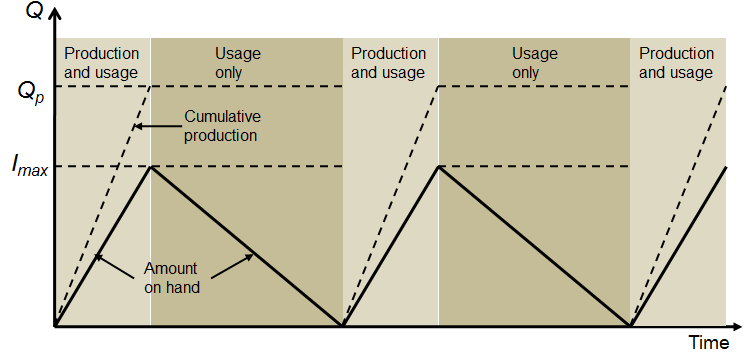 Q
Production
and usage
Usage
only
Production
and usage
Usage
only
Production
and usage
Qp
Cumulative
production
Imax
Amount
on hand
Time